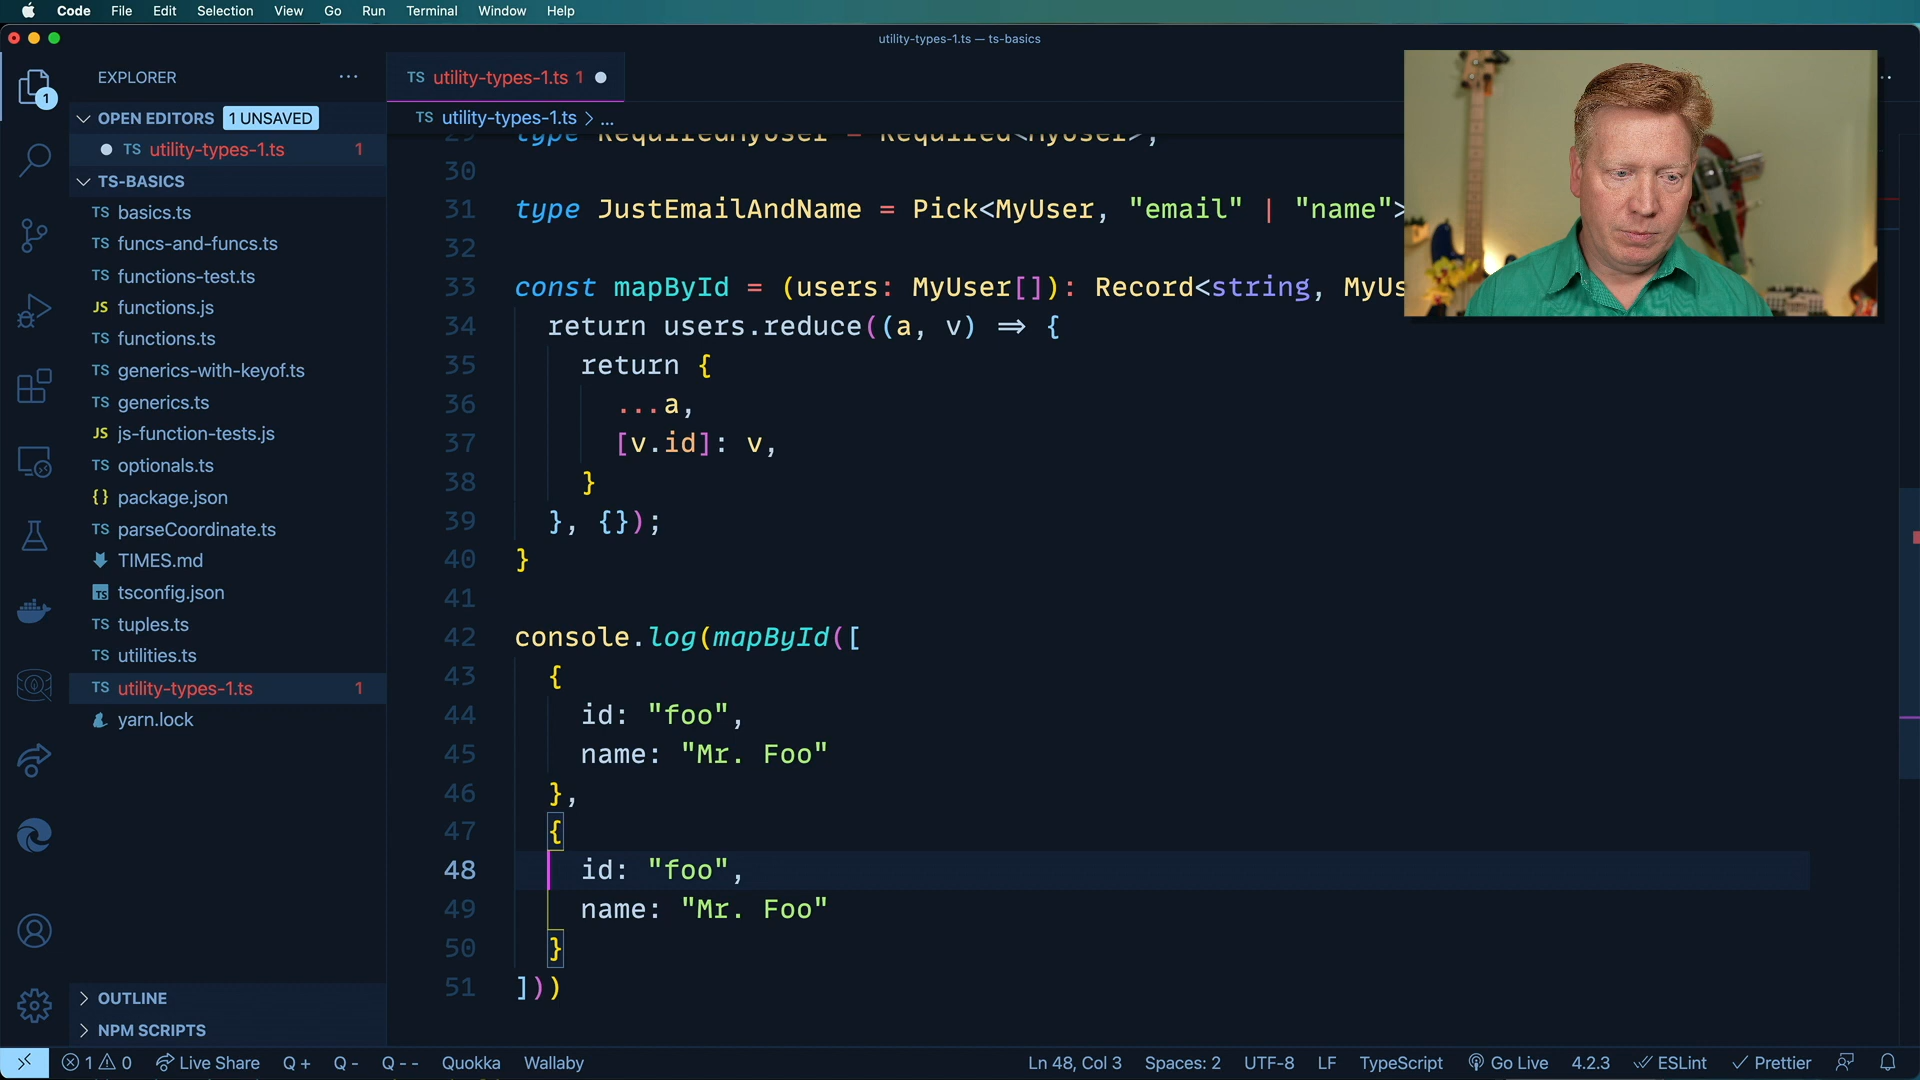 Code File Edit Selection View Go Run Terminal Window Help
utility-types-1.ts — ts-basics
EXPLORER
OPEN EDITORS 1 UNSAVED
TS utility-types-1.ts 1
TS-BASICS
TS basics.ts
TS funcs-and-funcs.ts
TS functions-test.ts
JS functions.js
TS functions.ts
TS generics-with-keyof.ts
TS generics.ts
JS js-function-tests.js
TS optionals.ts
{} package.json
TS parseCoordinate.ts
TIMES.md
TS tsconfig.json
TS tuples.ts
TS utilities.ts
TS utility-types-1.ts 1
yarn.lock
OUTLINE
NPM SCRIPTS
1
TS utility-types-1.ts 1
TS utility-types-1.ts > ...
29 type RequiredMyUser = Required<MyUser>;
30
31 type JustEmailAndName = Pick<MyUser, "email" | "name">
32
33 const mapById = (users: MyUser[]): Record<string, MyUs
34 return users.reduce((a, v) => {
35 return {
36 ...a,
37 [v.id]: v,
38 }
39 }, {});
40 }
41
42 console.log(mapById([
43 {
44 id: "foo",
45 name: "Mr. Foo"
46 },
47 {
48 id: "foo",
49 name: "Mr. Foo"
50 }
51 ]))
1 0 Live Share Q + Q - Q - - Quokka Wallaby Ln 48, Col 3 Spaces: 2 UTF-8 LF TypeScript Go Live 4.2.3 ESLint Prettier